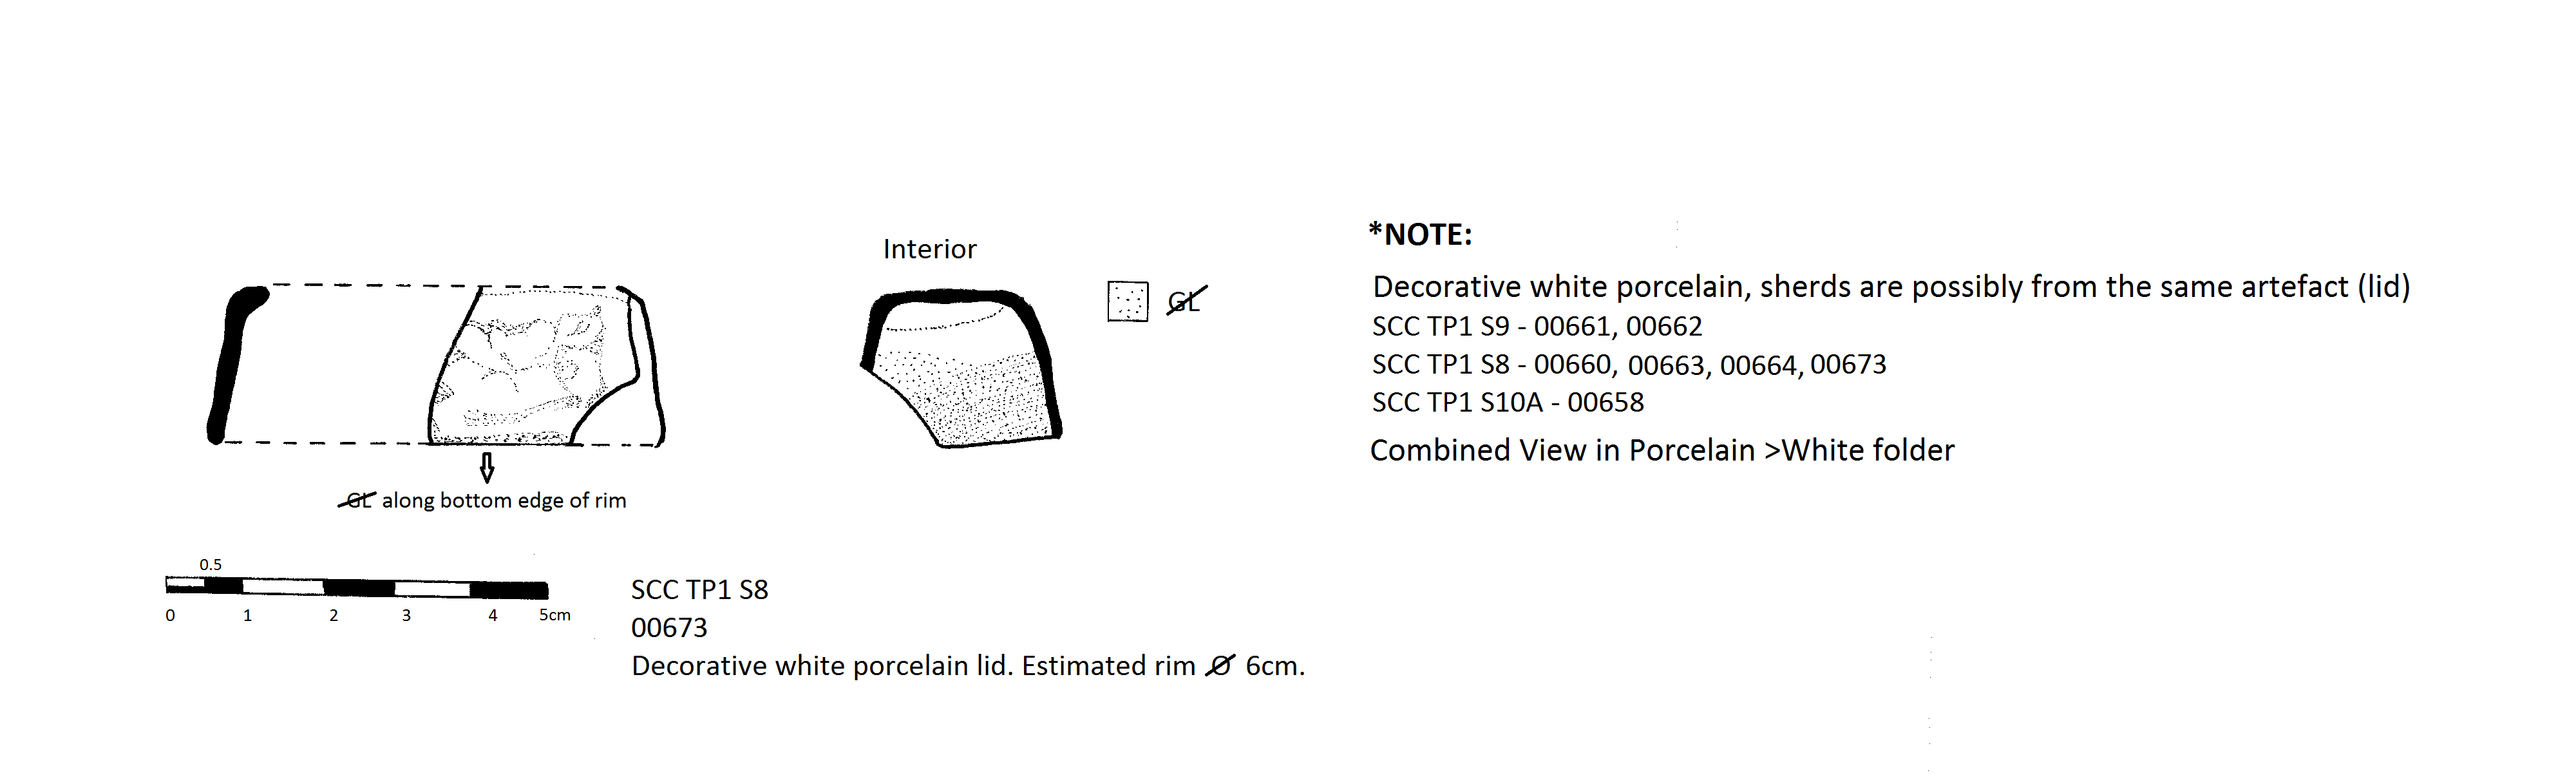 Interior
GL
GL along bottom edge of rim
0.5
0 1 2 3 4 5cm
SCC TP1 S8
00673
Decorative white porcelain lid. Estimated rim Ø 6cm.
*NOTE:
Decorative white porcelain, sherds are possibly from the same artefact (lid)
SCC TP1 S9 - 00661, 00662
SCC TP1 S8 - 00660, 00663, 00664, 00673
SCC TP1 S10A - 00658
Combined View in Porcelain >White folder